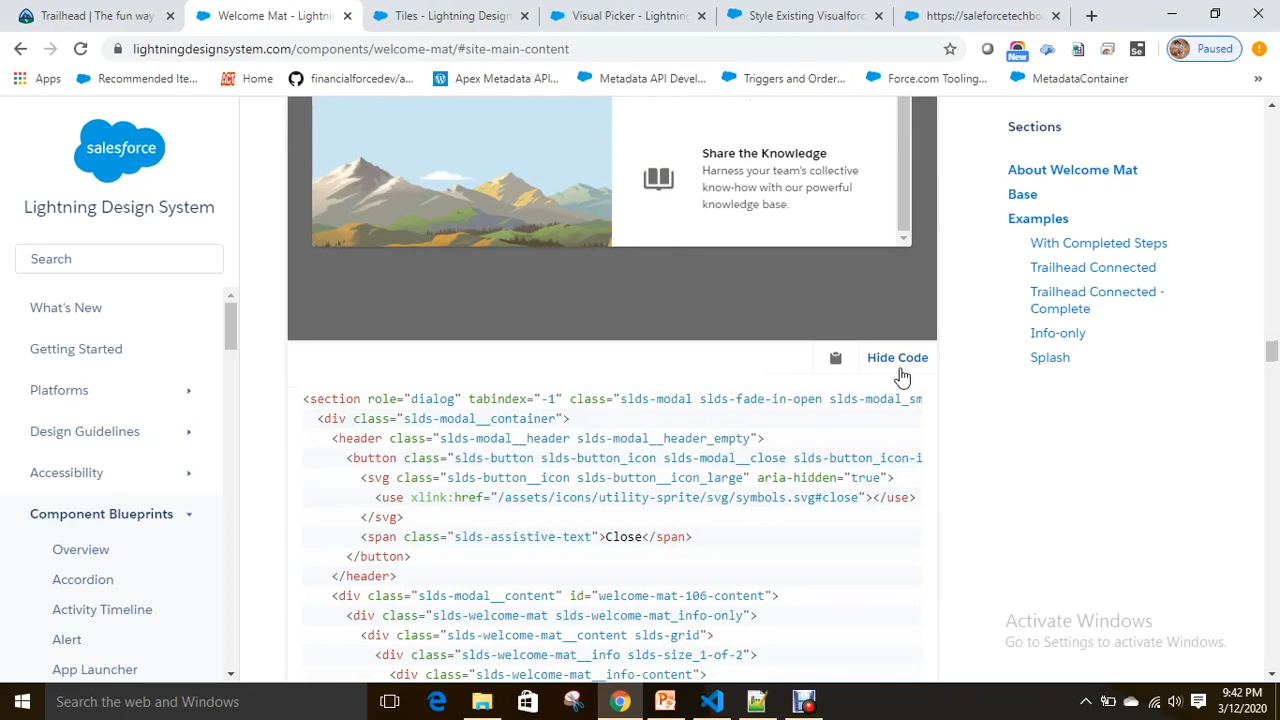 Trailhead | The fun way
Welcome Mat - Lightni
Tiles - Lightning Design
Visual Picker - Lightning
Style Existing Visualforc
https://saleforcetechbo
lightningdesignsystem.com/components/welcome-mat/#site-main-content
New
Paused
Apps
Recommended Ite...
Home
financialforcedev/a...
Apex Metadata API...
Metadata API Devel...
Triggers and Order...
Force.com Tooling...
MetadataContainer
»
salesforce
Lightning Design System
Search
What's New
Getting Started
Platforms
Design Guidelines
Accessibility
Component Blueprints
Overview
Accordion
Activity Timeline
Alert
App Launcher
Share the Knowledge
Harness your team's collective
know-how with our powerful
knowledge base.
Hide Code
<section role="dialog" tabindex="-1" class="slds-modal slds-fade-in-open slds-modal_sm
<div class="slds-modal__container">
<header class="slds-modal__header slds-modal__header_empty">
<button class="slds-button slds-button_icon slds-modal__close slds-button_icon-i
<svg class="slds-button__icon slds-button__icon_large" aria-hidden="true">
<use xlink:href="/assets/icons/utility-sprite/svg/symbols.svg#close"></use>
</svg>
<span class="slds-assistive-text">Close</span>
</button>
</header>
<div class="slds-modal__content" id="welcome-mat-106-content">
<div class="slds-welcome-mat slds-welcome-mat_info-only">
<div class="slds-welcome-mat__content slds-grid">
<div class="slds-welcome-mat__info slds-size_1-of-2">
<div class="slds-welcome-mat__info-content">
Sections
About Welcome Mat
Base
Examples
With Completed Steps
Trailhead Connected
Trailhead Connected -
Complete
Info-only
Splash
Activate Windows
Go to Settings to activate Windows.
Search the web and Windows
9:42 PM
3/12/2020